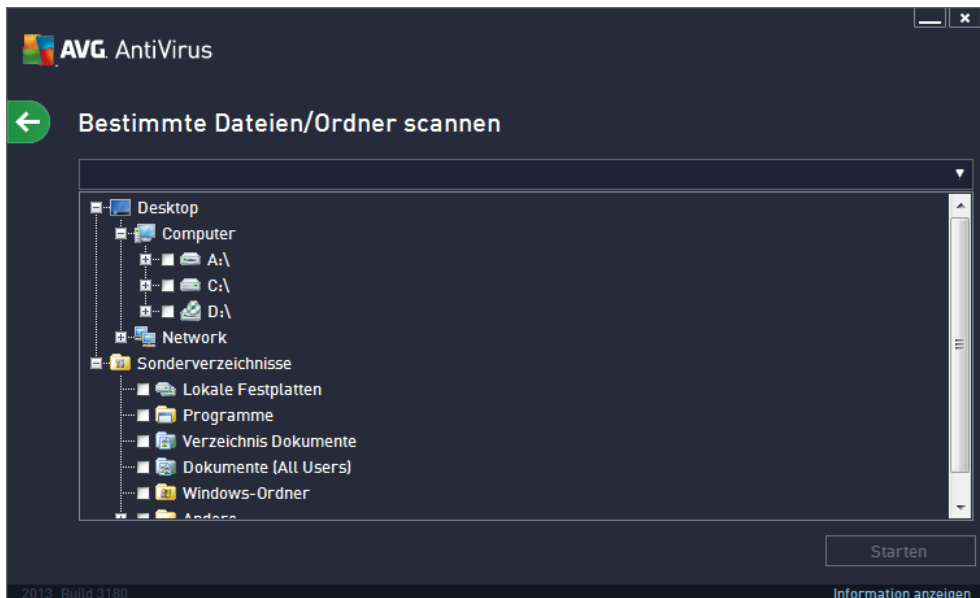 AVG. AntiVirus
Bestimmte Dateien/Ordner scannen
Desktop
Computer
A:\
C:\
D:\
Network
Sonderverzeichnisse
Lokale Festplatten
Programme
Verzeichnis Dokumente
Dokumente (All Users)
Windows-Ordner
Andere
Starten
2013 Build 3180
Information anzeigen